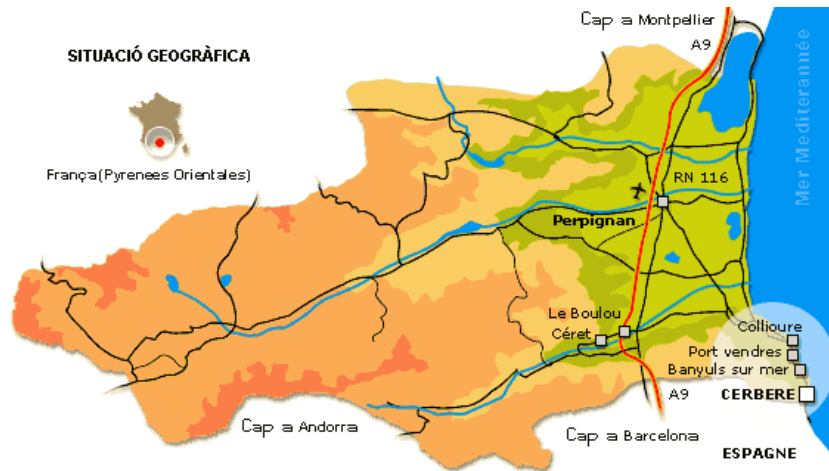 Cap a Montpellier
A9
SITUACIÓ GEOGRÀFICA
França(Pyrenees Orientales)
Mer Mediterannèe
RN 116
Perpignan
Le Boulou
Céret
Collioure
Port vendres
Banyuls sur mer
CERBERE
A9
Cap a Andorra
Cap a Barcelona
ESPAGNE